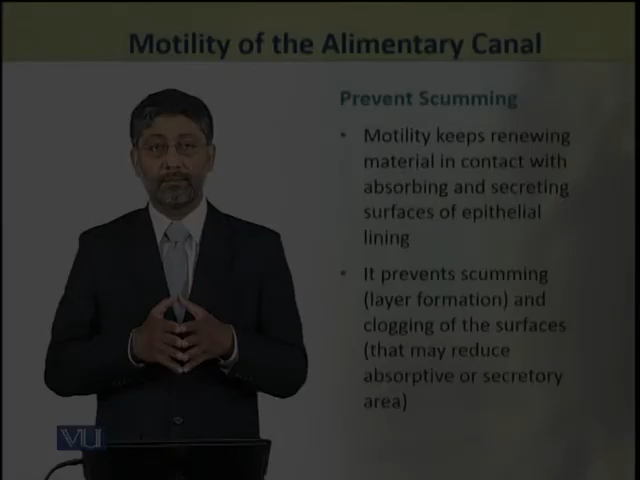 Motility of the Alimentary Canal
Prevent Scumming
• Motility keeps renewing
material in contact with
absorbing and secreting
surfaces of epithelial
lining
• It prevents scumming
(layer formation) and
clogging of the surfaces
(that may reduce
absorptive or secretory
area)
VU